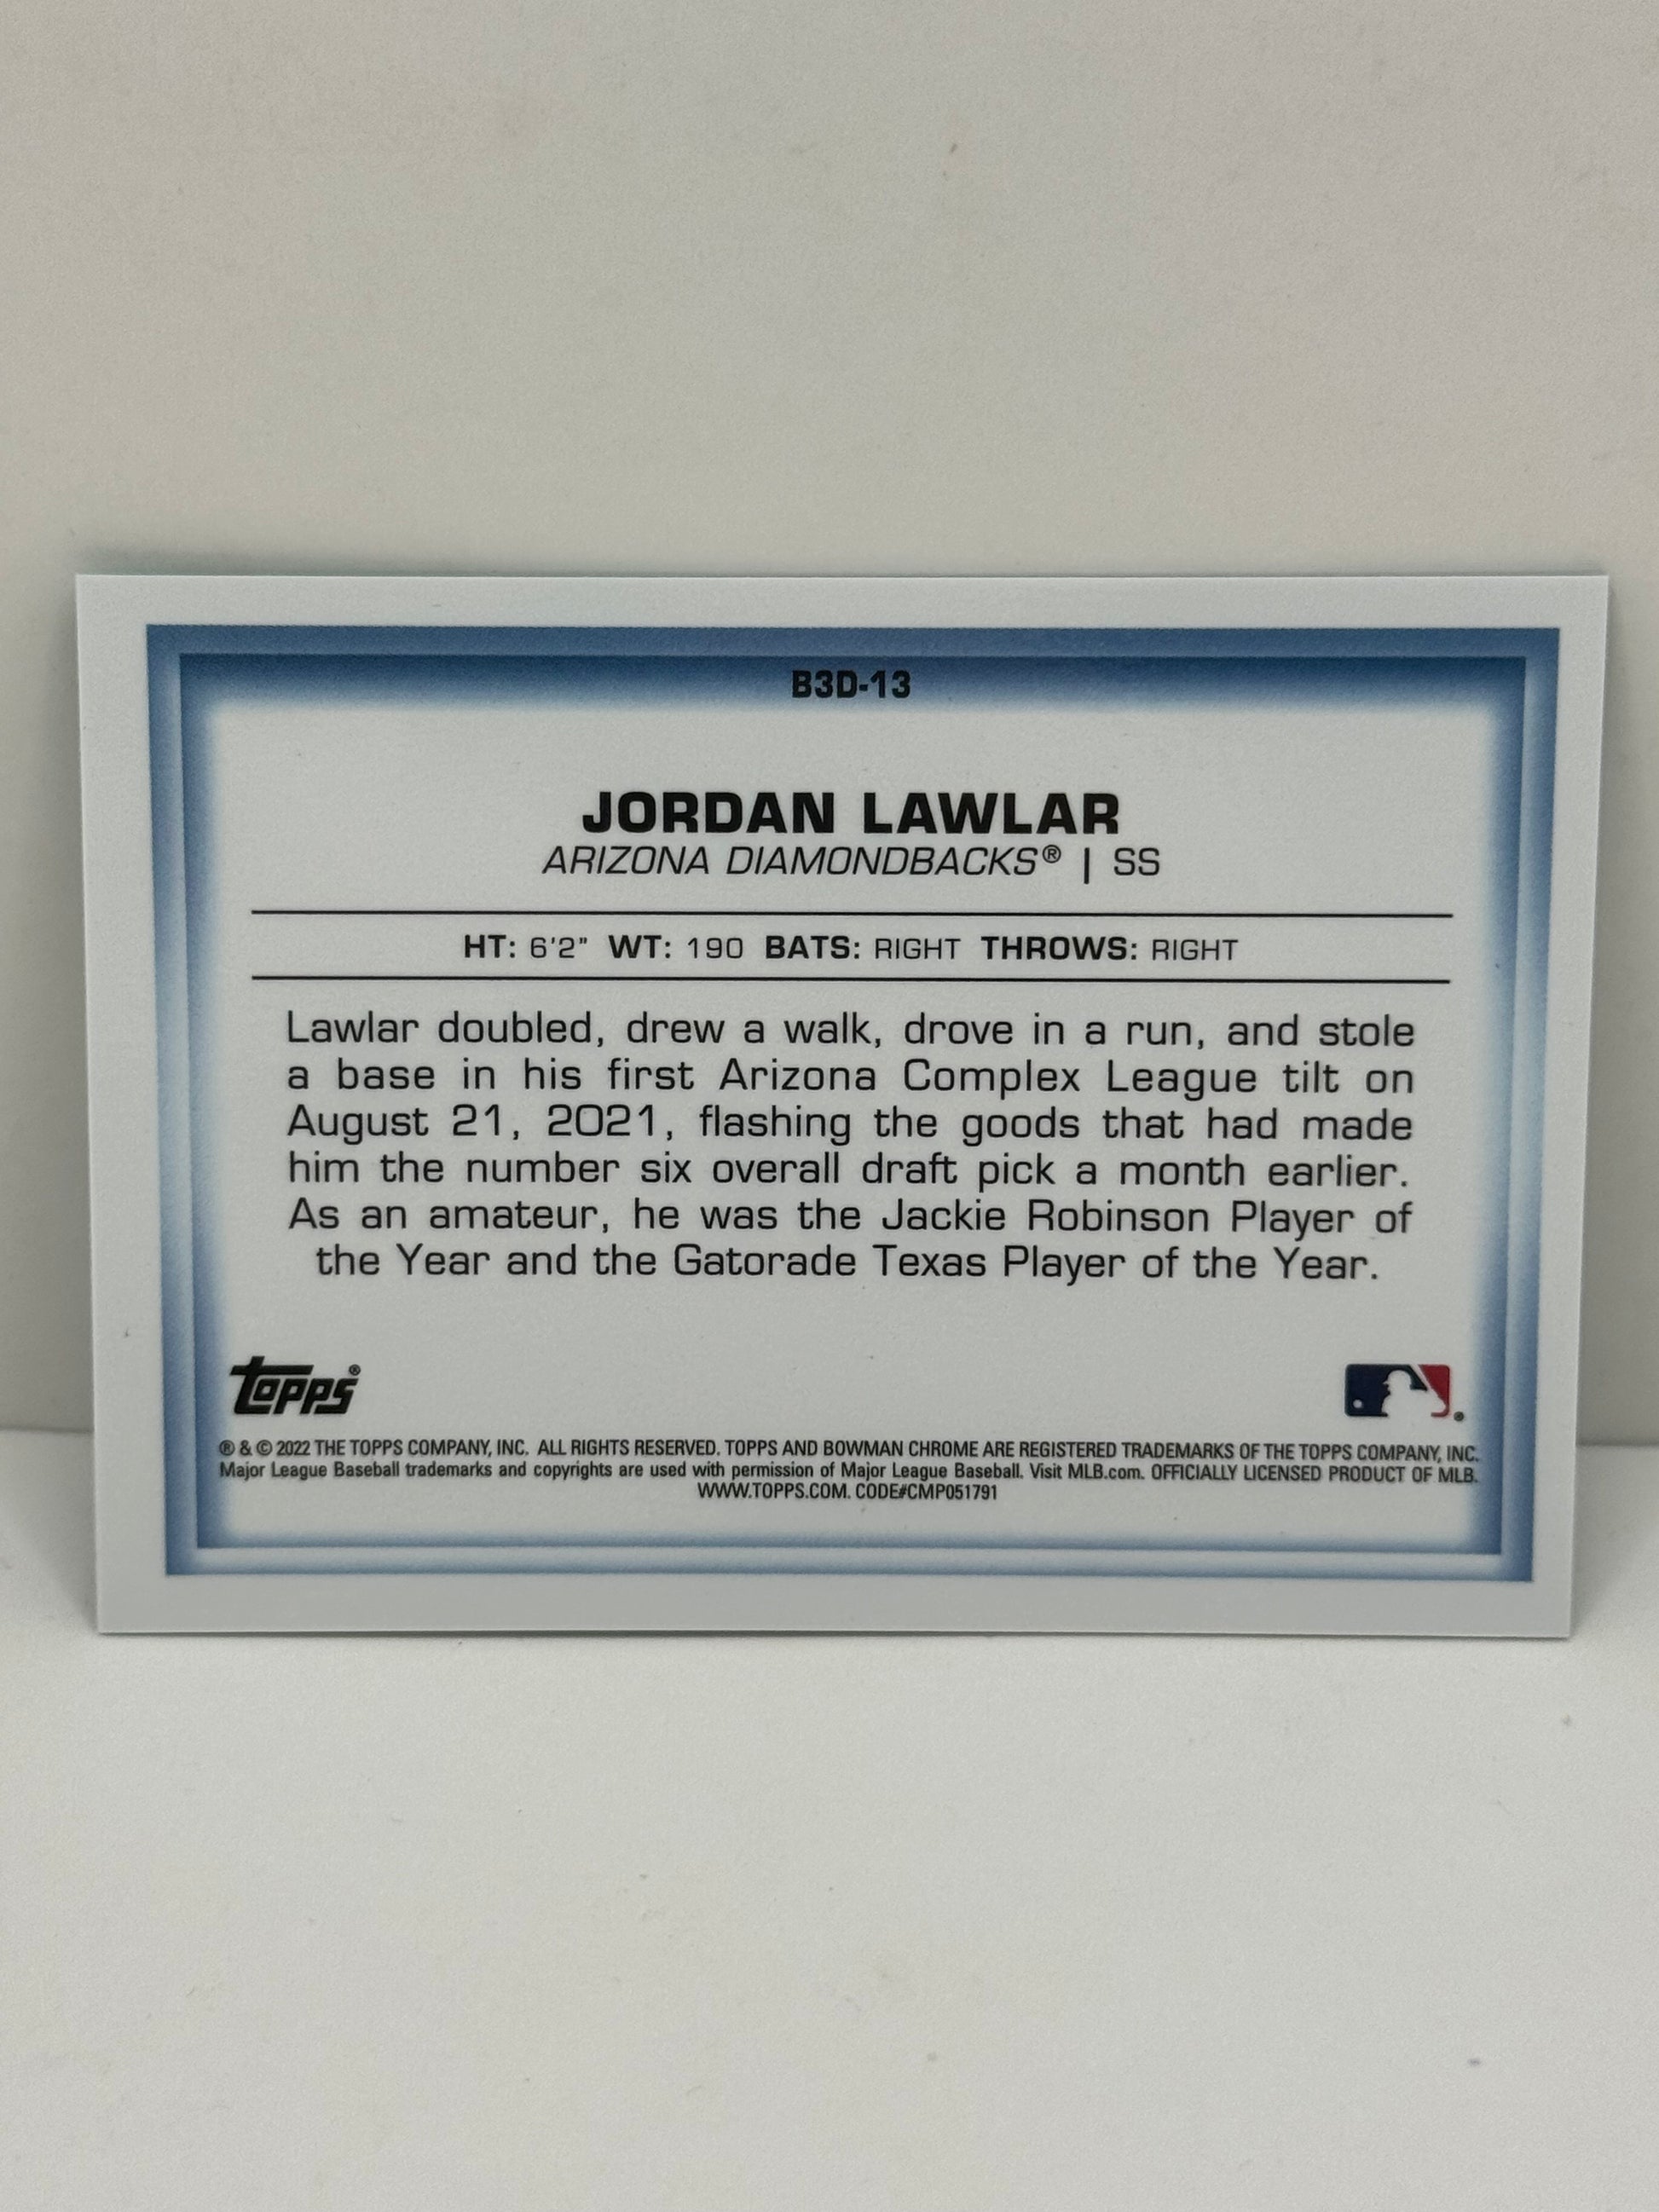 B3D-13
JORDAN LAWLAR
ARIZONA DIAMONDBACKS® | SS
HT: 6'2" WT: 190 BATS: RIGHT THROWS: RIGHT
Lawlar doubled, drew a walk, drove in a run, and stole
a base in his first Arizona Complex League tilt on
August 21, 2021, flashing the goods that had made
him the number six overall draft pick a month earlier.
As an amateur, he was the Jackie Robinson Player of
the Year and the Gatorade Texas Player of the Year.
topps®
® & © 2022 THE TOPPS COMPANY, INC. ALL RIGHTS RESERVED. TOPPS AND BOWMAN CHROME ARE REGISTERED TRADEMARKS OF THE TOPPS COMPANY, INC.
Major League Baseball trademarks and copyrights are used with permission of Major League Baseball. Visit MLB.com. OFFICIALLY LICENSED PRODUCT OF MLB.
WWW.TOPPS.COM. CODE#CMP051791